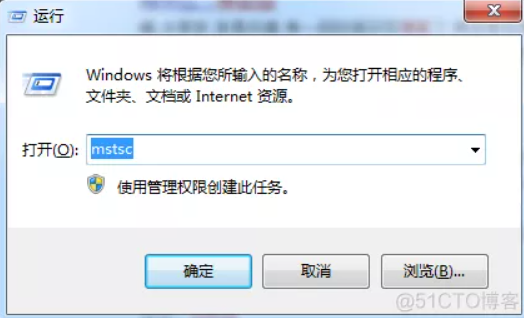 运行
Windows 将根据您所输入的名称，为您打开相应的程序、
文件夹、文档或 Internet 资源。
打开(O): mstsc
使用管理权限创建此任务。
确定 取消 浏览(B)...
@51CTO博客